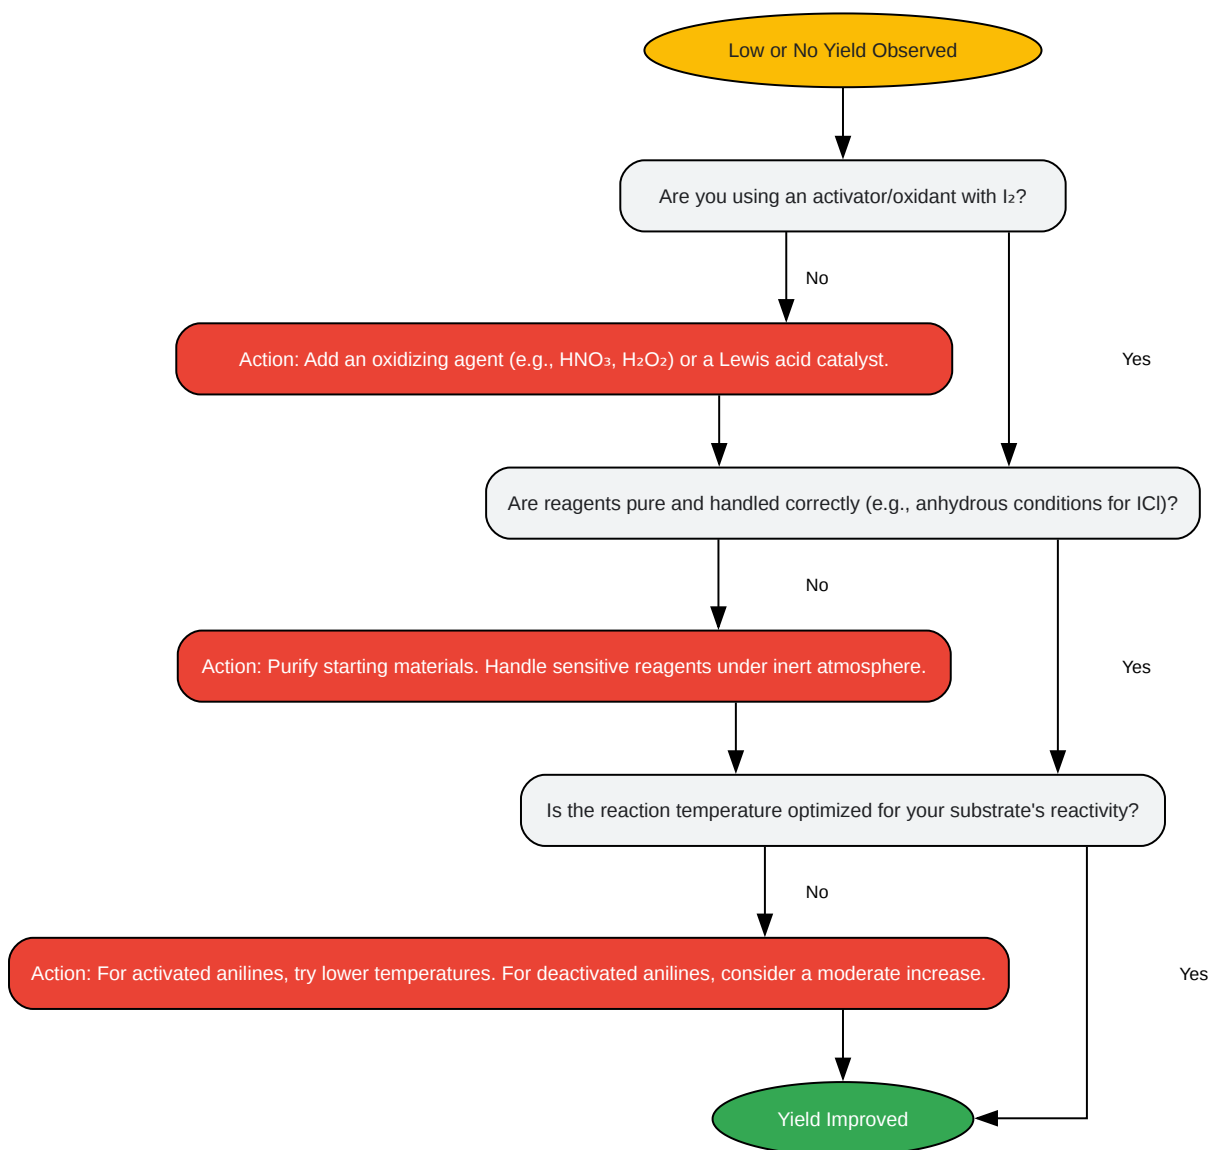 Low or No Yield Observed
Are you using an activator/oxidant with I₂?
No
Action: Add an oxidizing agent (e.g., HNO₃, H₂O₂) or a Lewis acid catalyst.
Yes
Are reagents pure and handled correctly (e.g., anhydrous conditions for ICl)?
No
Action: Purify starting materials. Handle sensitive reagents under inert atmosphere.
Yes
Is the reaction temperature optimized for your substrate's reactivity?
No
Action: For activated anilines, try lower temperatures. For deactivated anilines, consider a moderate increase.
Yes
Yield Improved